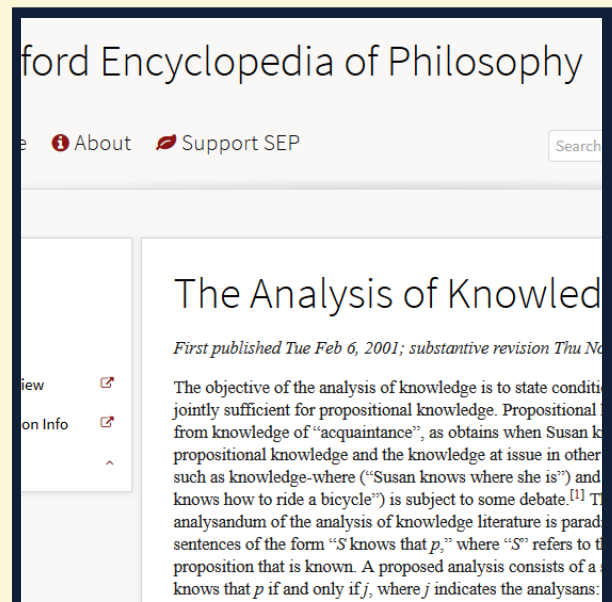 ford Encyclopedia of Philosophy
About Support SEP
Search
The Analysis of Knowled
First published Tue Feb 6, 2001; substantive revision Thu No
iew
on Info
The objective of the analysis of knowledge is to state conditi
jointly sufficient for propositional knowledge. Propositional
from knowledge of “acquaintance”, as obtains when Susan k
propositional knowledge and the knowledge at issue in other
such as knowledge-where (“Susan knows where she is”) and
knows how to ride a bicycle”) is subject to some debate.[1] T
analysandum of the analysis of knowledge literature is parad
sentences of the form “S knows that p,” where “S” refers to t
proposition that is known. A proposed analysis consists of a
knows that p if and only if j, where j indicates the analysans: